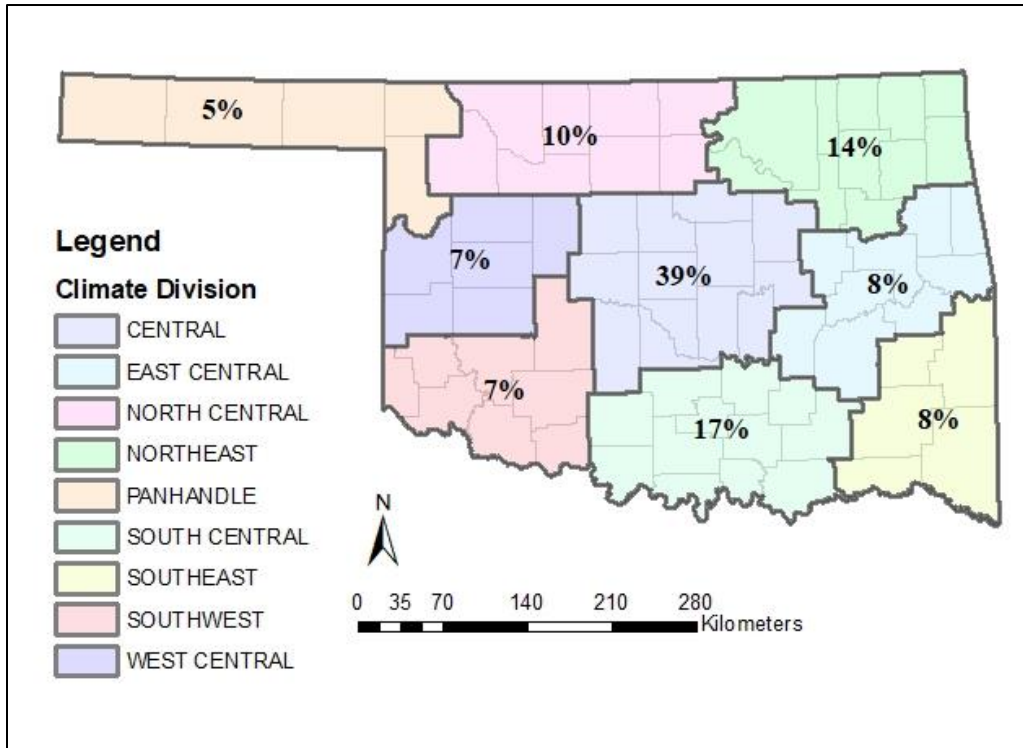 5%
10%
14%
7%
39%
8%
7%
17%
8%
Legend
Climate Division
CENTRAL
EAST CENTRAL
NORTH CENTRAL
NORTHEAST
PANHANDLE
SOUTH CENTRAL
SOUTHEAST
SOUTHWEST
WEST CENTRAL
N
0 35 70 140 210 280
Kilometers